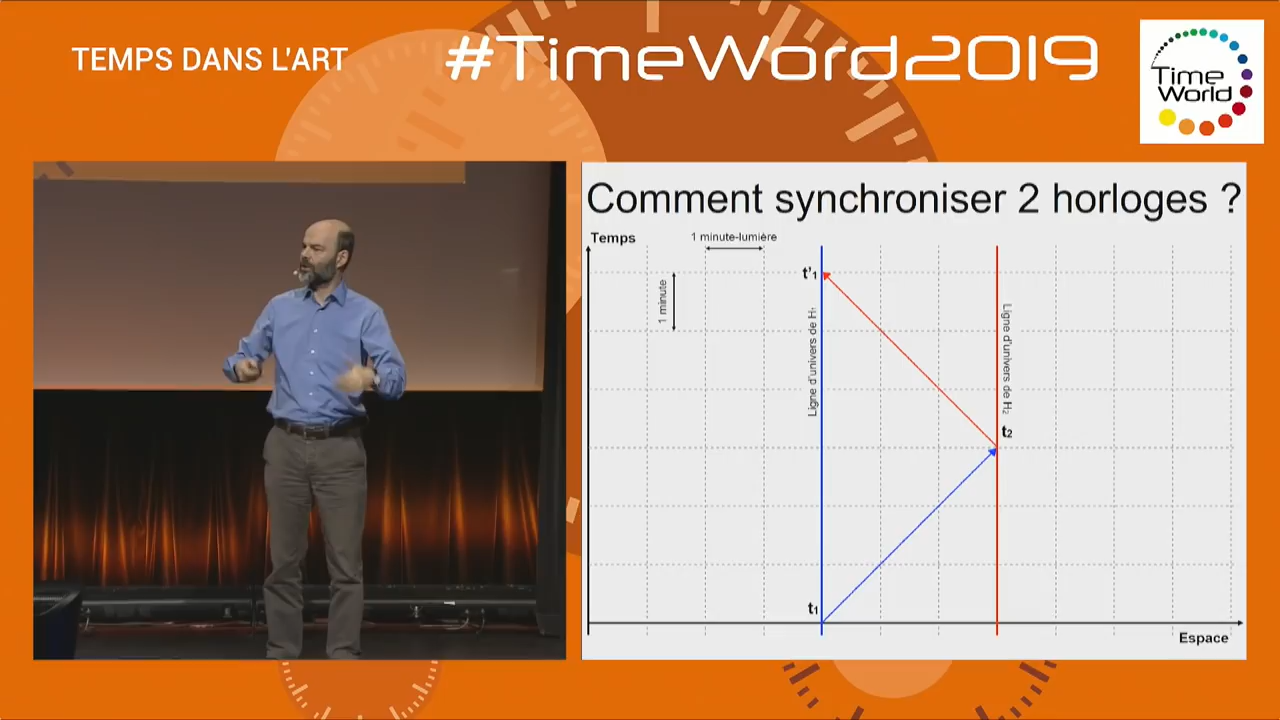 TEMPS DANS L'ART
#TimeWord2019
Time
World
Comment synchroniser 2 horloges ?
Temps
1 minute-lumière
1 minute
t'1
Ligne d'univers de H1
Ligne d'univers de H2
t2
t1
Espace